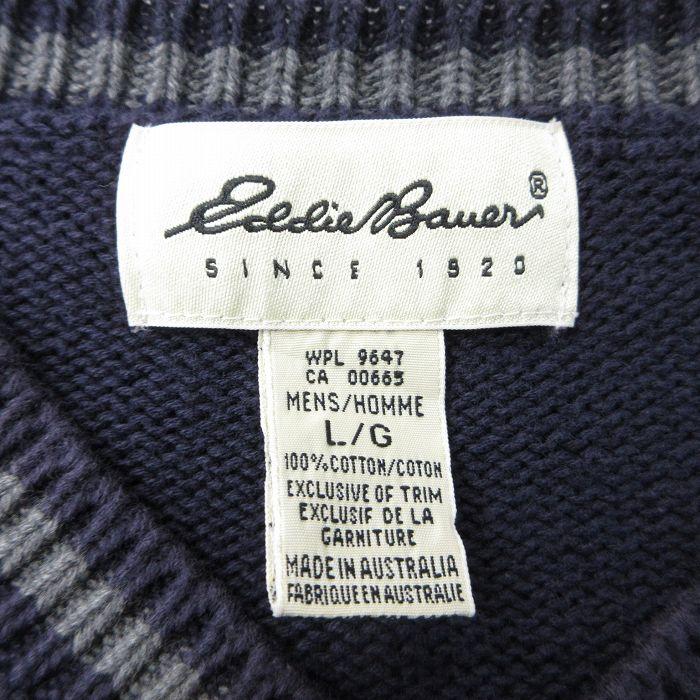 Eddie Bauer ®
SINCE 1920
WPL 9647
CA 00665
MENS/HOMME
L/G
100% COTTON/COTON
EXCLUSIVE OF TRIM
EXCLUSIF DE LA
GARNITURE
MADE IN AUSTRALIA
FABRIQUE EN AUSTRALIE